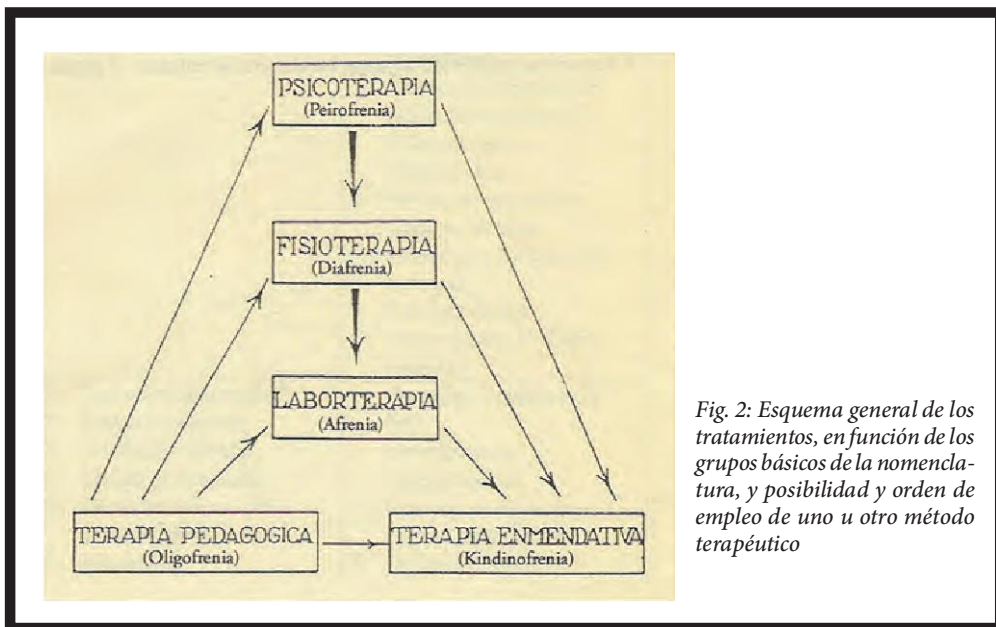 PSICOTERAPIA
(Peirofrenia)
FISIOTERAPIA
(Diafrenia)
LABORTERAPIA
(Afrenia)
TERAPIA PEDAGOGICA
(Oligofrenia)
TERAPIA ENMENDATIVA
(Kindinofrenia)
Fig. 2: Esquema general de los
tratamientos, en función de los
grupos básicos de la nomencla-
tura, y posibilidad y orden de
empleo de uno u otro método
terapéutico